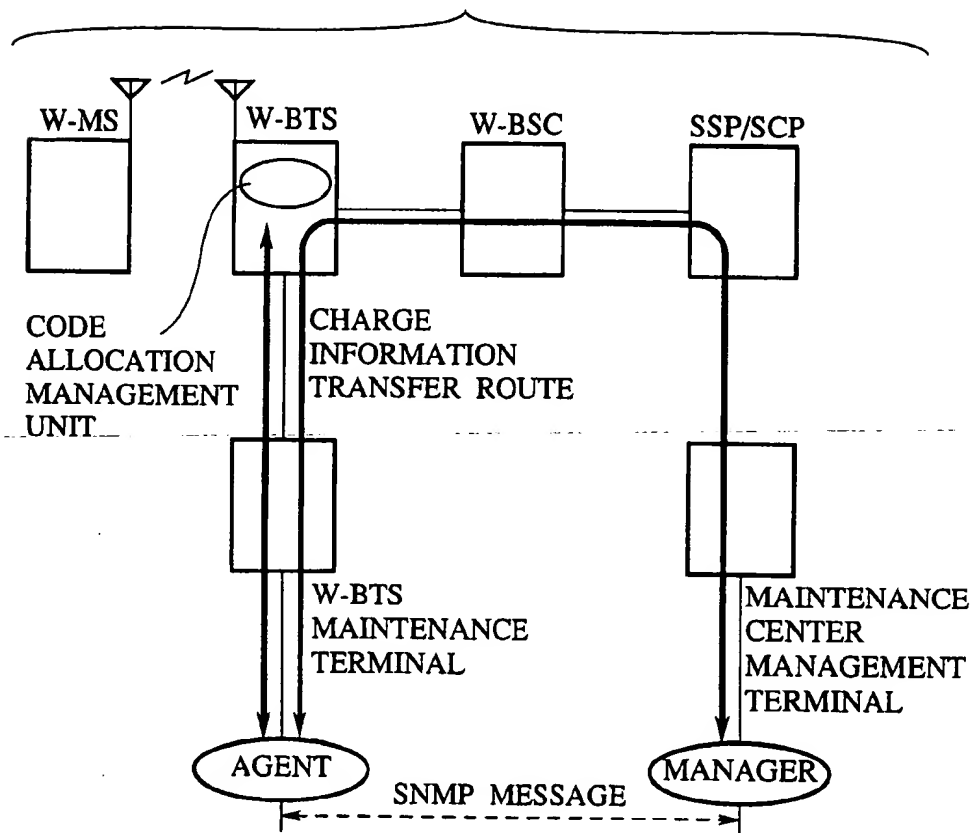 W-MS
W-BTS
W-BSC
SSP/SCP
CODE
ALLOCATION
MANAGEMENT
UNIT
CHARGE
INFORMATION
TRANSFER ROUTE
W-BTS
MAINTENANCE
TERMINAL
MAINTENANCE
CENTER
MANAGEMENT
TERMINAL
AGENT
MANAGER
SNMP MESSAGE